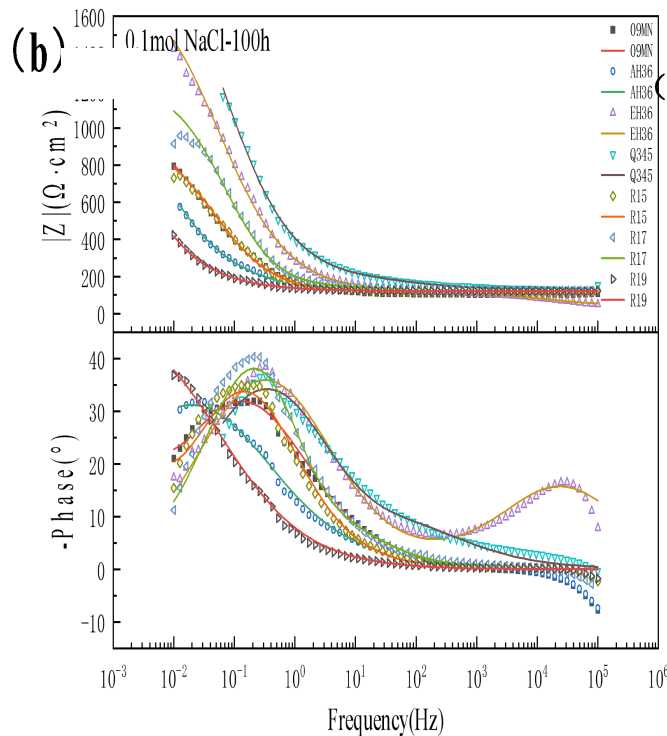 (b)
0.1mol NaCl-100h
1600
1000
800
600
400
200
0
|Z|(Ω·cm²)
09MN
09MN
AH36
AH36
EH36
EH36
Q345
Q345
R15
R15
R17
R17
R19
R19
40
30
20
10
0
-10
-Phase(°)
10⁻³
10⁻²
10⁻¹
10⁰
10¹
10²
10³
10⁴
10⁵
10⁶
Frequency(Hz)